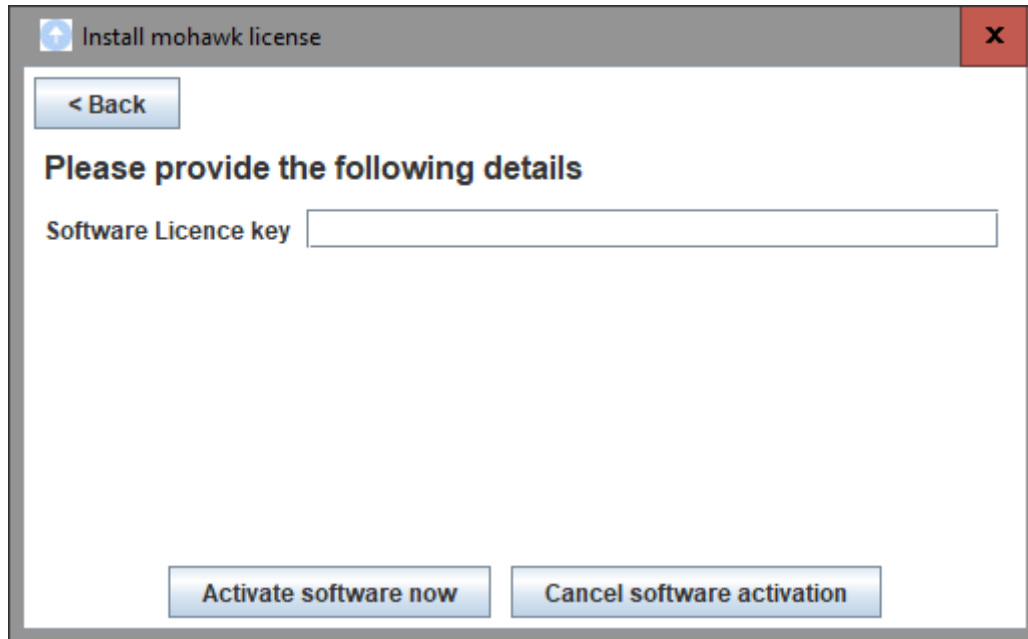 Install mohawk license
x
< Back
Please provide the following details
Software Licence key
Activate software now
Cancel software activation